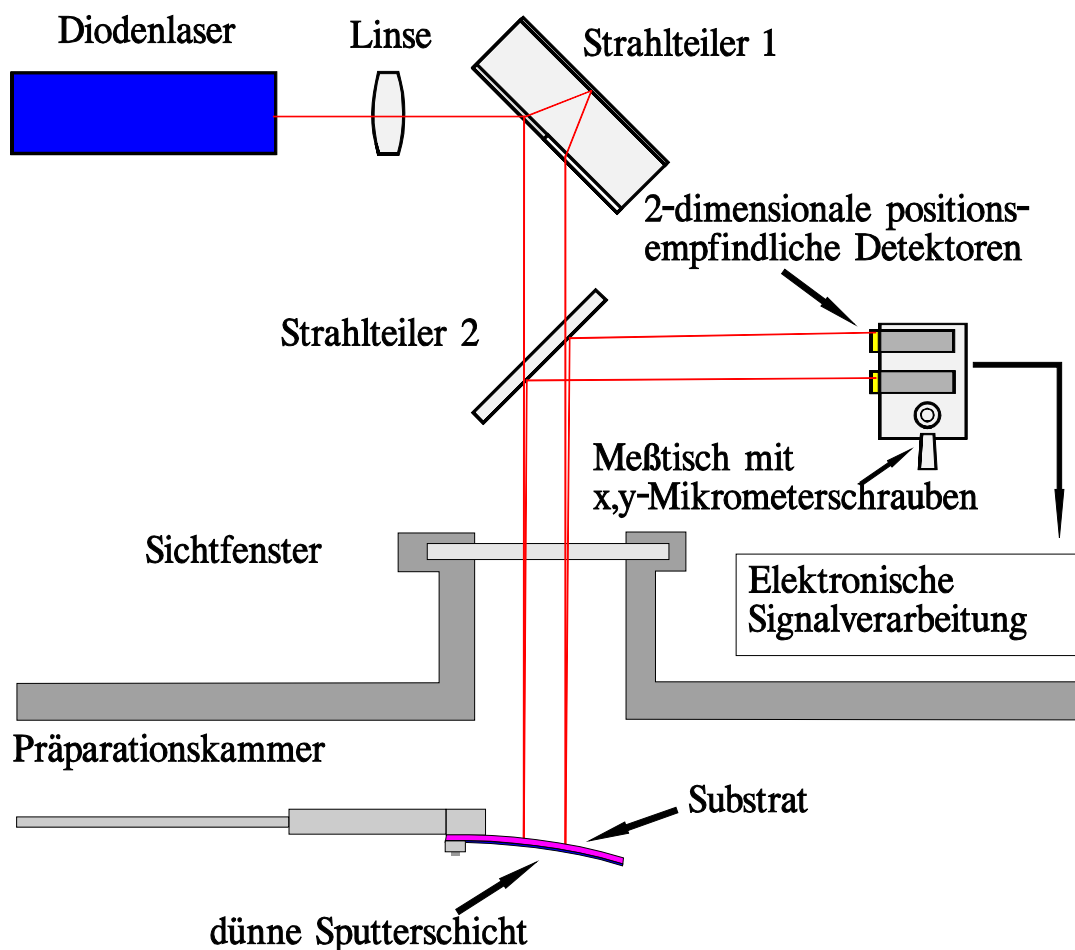 Diodenlaser
Linse
Strahlteiler 1
2-dimensionale positions-
empfindliche Detektoren
Strahlteiler 2
Meßtisch mit
x,y-Mikrometerschrauben
Sichtfenster
Elektronische
Signalverarbeitung
Präparationskammer
Substrat
dünne Sputterschicht